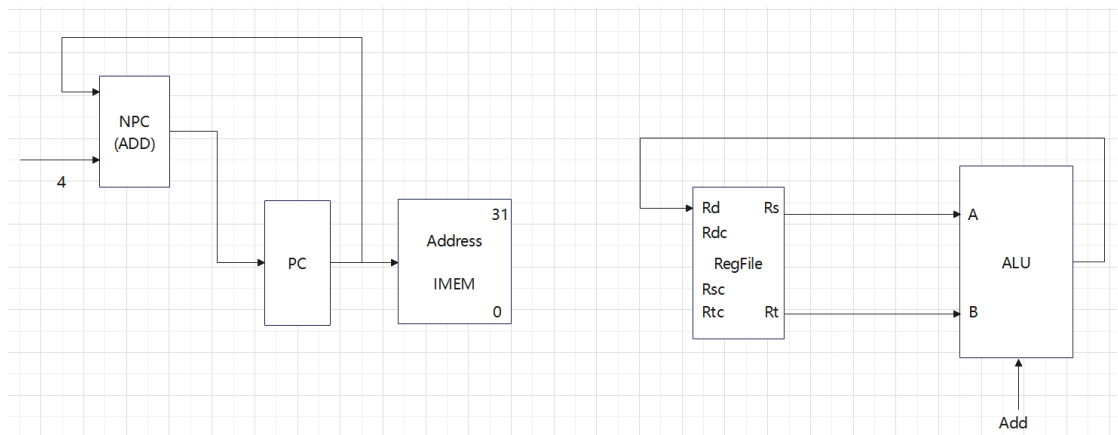 NPC
(ADD)
4
PC
31
Address
IMEM
0
Rd Rs
Rdc
RegFile
Rsc
Rtc Rt
A
ALU
B
Add